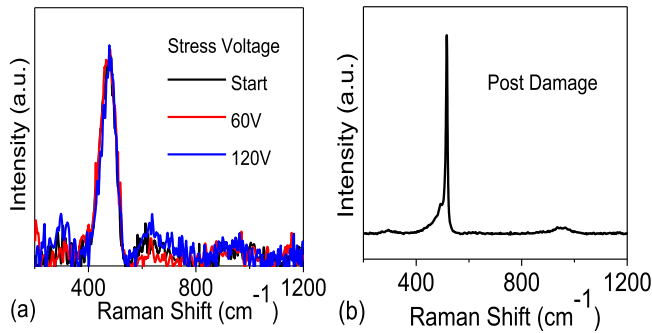 Stress Voltage
Start
60V
120V
Intensity (a.u.)
400 800 1200
Raman Shift (cm⁻¹)
(a)
Post Damage
Intensity (a.u.)
400 800 1200
Raman Shift (cm⁻¹)
(b)